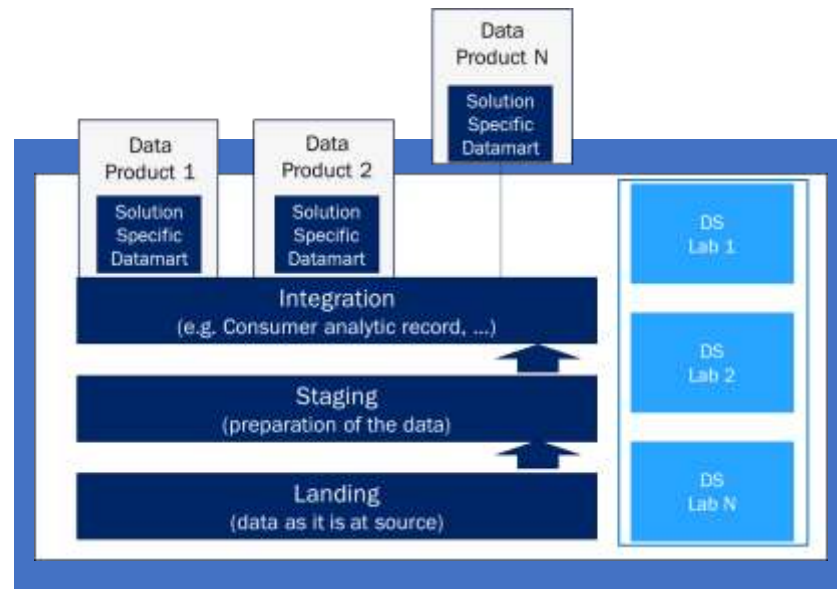 Data
Product N
Solution
Specific
Datamart
Data
Product 1
Solution
Specific
Datamart
Data
Product 2
Solution
Specific
Datamart
Integration
(e.g. Consumer analytic record, ...)
Staging
(preparation of the data)
Landing
(data as it is at source)
DS
Lab 1
DS
Lab 2
DS
Lab N